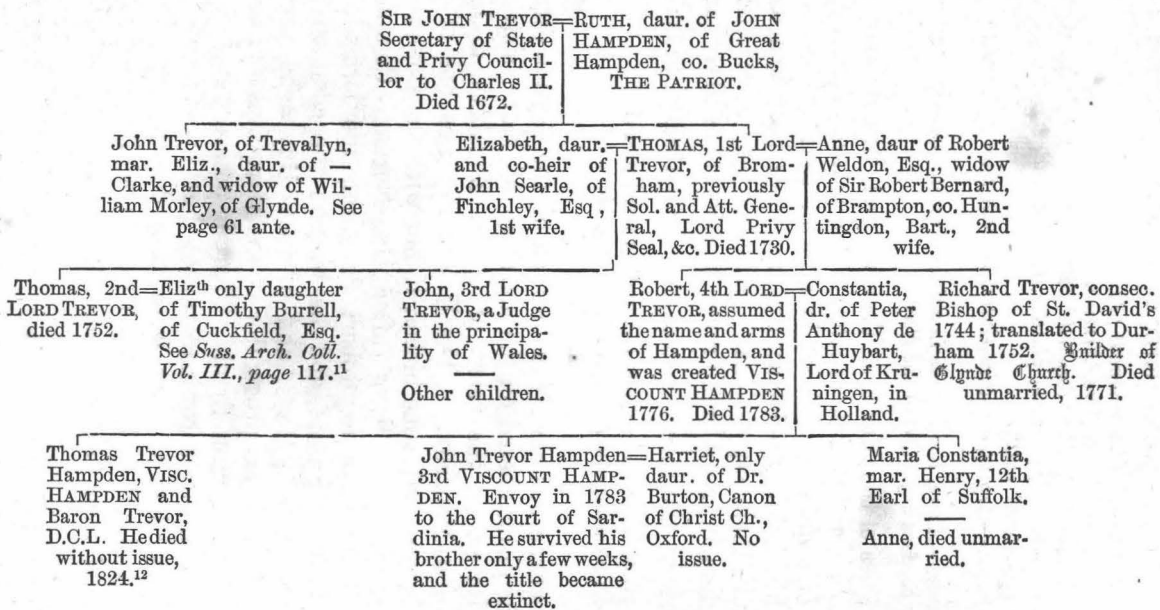 SIR JOHN TREVOR=RUTH, daur. of JOHN
Secretary of State HAMPDEN, of Great
and Privy Council- Hampden, co. Bucks,
lor to Charles II. THE PATRIOT.
Died 1672.
John Trevor, of Trevallyn,
mar. Eliz., daur. of —
Clarke, and widow of Wil-
liam Morley, of Glynde. See
page 61 ante.
Elizabeth, daur.=THOMAS, 1st Lord=Anne, daur of Robert
and co-heir of Trevor, of Brom- Weldon, Esq., widow
John Searle, of ham, previously of Sir Robert Bernard,
Finchley, Esq, Sol. and Att. Gene- of Brampton, co. Hun-
1st wife. ral, Lord Privy tingdon, Bart., 2nd
Seal, &c. Died 1730. wife.
Thomas, 2nd=Elizth only daughter
LORD TREVOR, of Timothy Burrell,
died 1752. of Cuckfield, Esq.
See Suss. Arch. Coll.
Vol. III., page 117.11
John, 3rd LORD
TREVOR, a Judge
in the principa-
lity of Wales.
—
Other children.
Robert, 4th LORD=Constantia,
TREVOR, assumed dr. of Peter
the name and arms Anthony de
of Hampden, and Huybart,
was created VIS- Lord of Kru-
COUNT HAMPDEN ningen, in
1776. Died 1783. Holland.
Richard Trevor, consec.
Bishop of St. David's
1744; translated to Dur-
ham 1752. Builder of
Glynde Church. Died
unmarried, 1771.
Thomas Trevor
Hampden, VISC.
HAMPDEN and
Baron Trevor,
D.C.L. He died
without issue,
1824.12
John Trevor Hampden=Harriet, only
3rd VISCOUNT HAMP- daur. of Dr.
DEN. Envoy in 1783 Burton, Canon
to the Court of Sar- of Christ Ch.,
dinia. He survived his Oxford. No
brother only a few weeks, issue.
and the title became
extinct.
Maria Constantia,
mar. Henry, 12th
Earl of Suffolk.
—
Anne, died unmar-
ried.